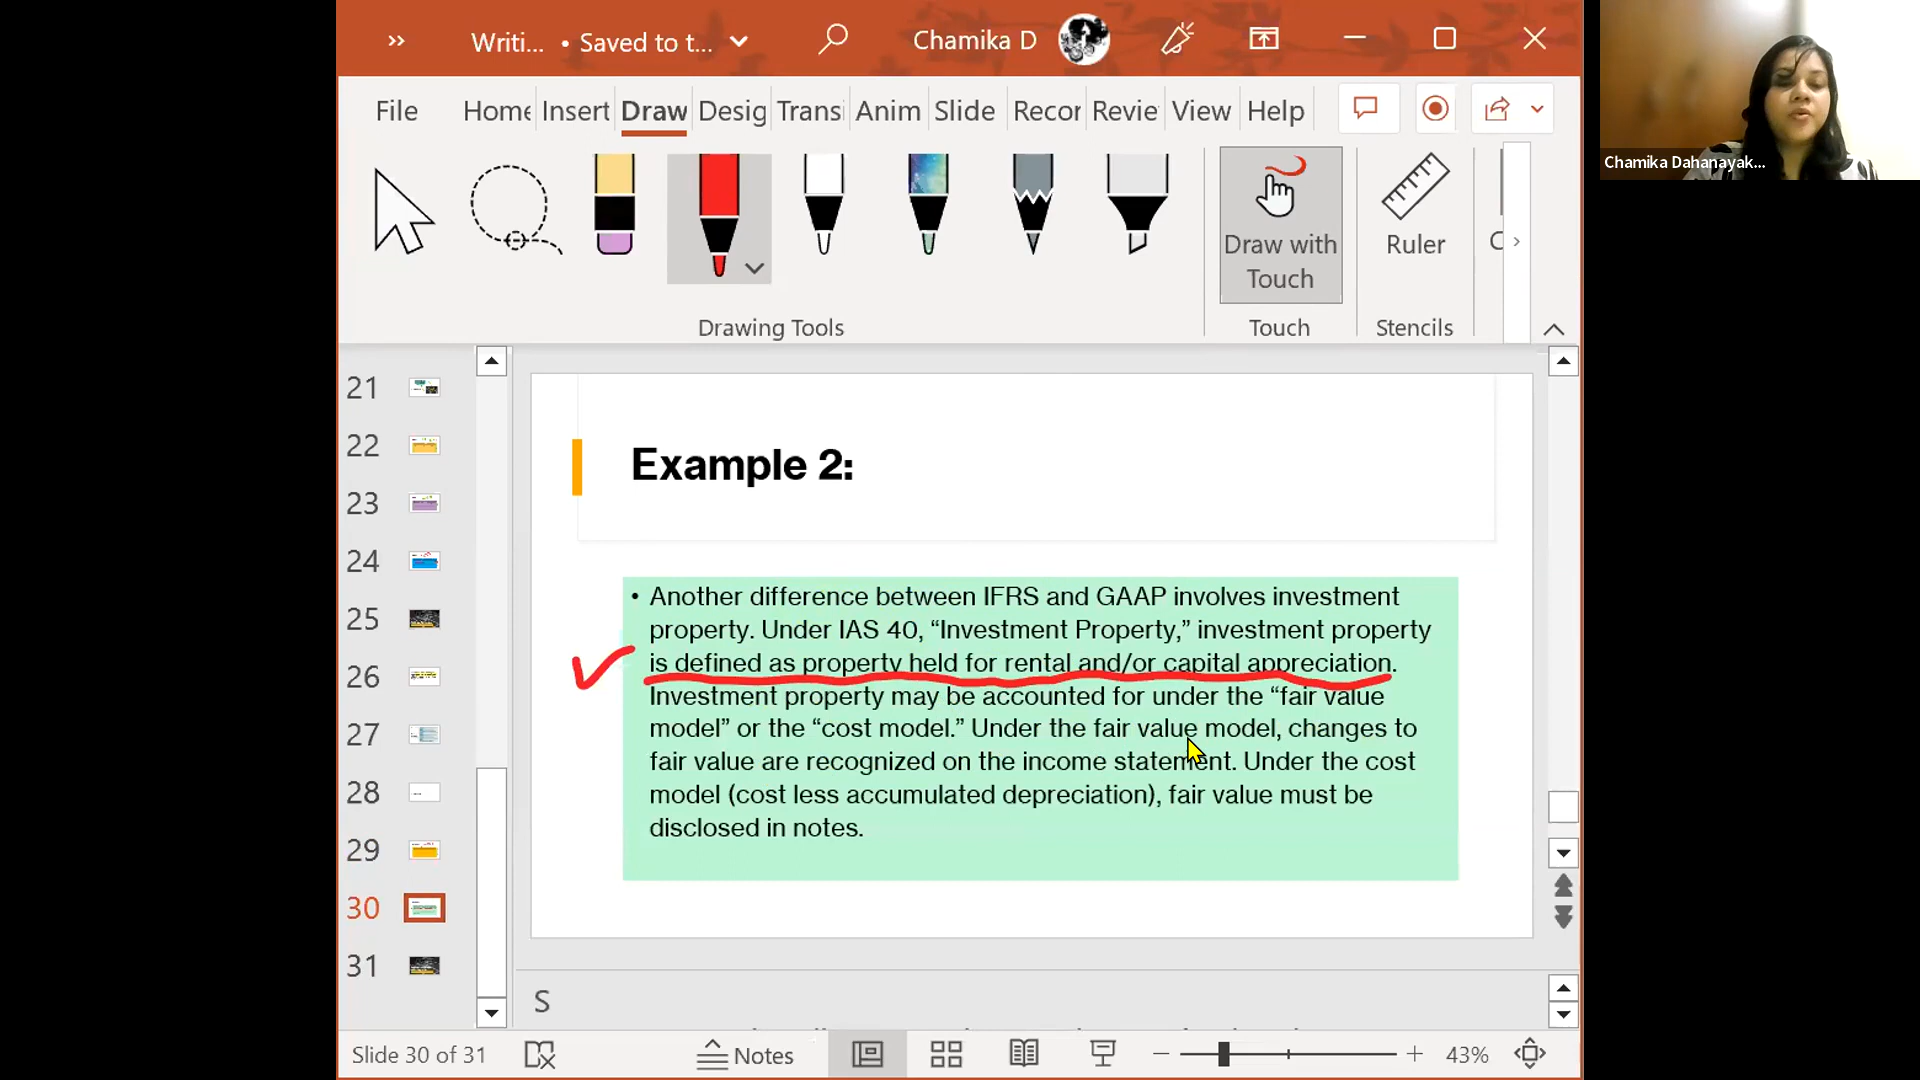 Writi... • Saved to t...
Chamika D
File Home Insert Draw Desig Trans Anim Slide Recor Revie View Help
Draw with
Touch
Ruler
Drawing Tools
Touch
Stencils
Chamika Dahanayak...
21
22
23
24
25
26
27
28
29
30
31
Example 2:
• Another difference between IFRS and GAAP involves investment
property. Under IAS 40, “Investment Property,” investment property
is defined as property held for rental and/or capital appreciation.
Investment property may be accounted for under the “fair value
model” or the “cost model.” Under the fair value model, changes to
fair value are recognized on the income statement. Under the cost
model (cost less accumulated depreciation), fair value must be
disclosed in notes.
S
Slide 30 of 31
Notes
43%